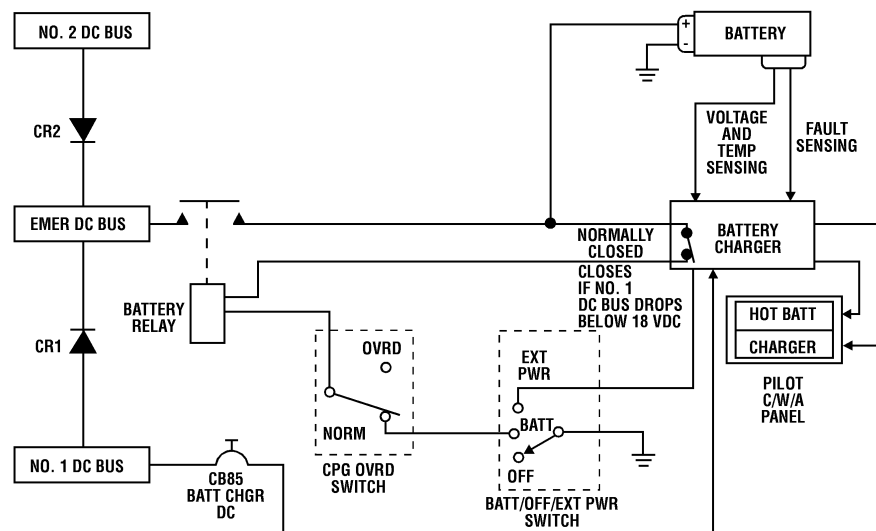 NO. 2 DC BUS
+
-
BATTERY
CR2
VOLTAGE
AND
TEMP
SENSING
FAULT
SENSING
EMER DC BUS
NORMALLY
CLOSED
CLOSES
IF NO. 1
DC BUS DROPS
BELOW 18 VDC
BATTERY
CHARGER
BATTERY
RELAY
HOT BATT
CHARGER
PILOT
C/W/A
PANEL
CR1
OVRD
NORM
CPG OVRD
SWITCH
EXT
PWR
BATT
OFF
BATT/OFF/EXT PWR
SWITCH
NO. 1 DC BUS
CB85
BATT CHGR
DC